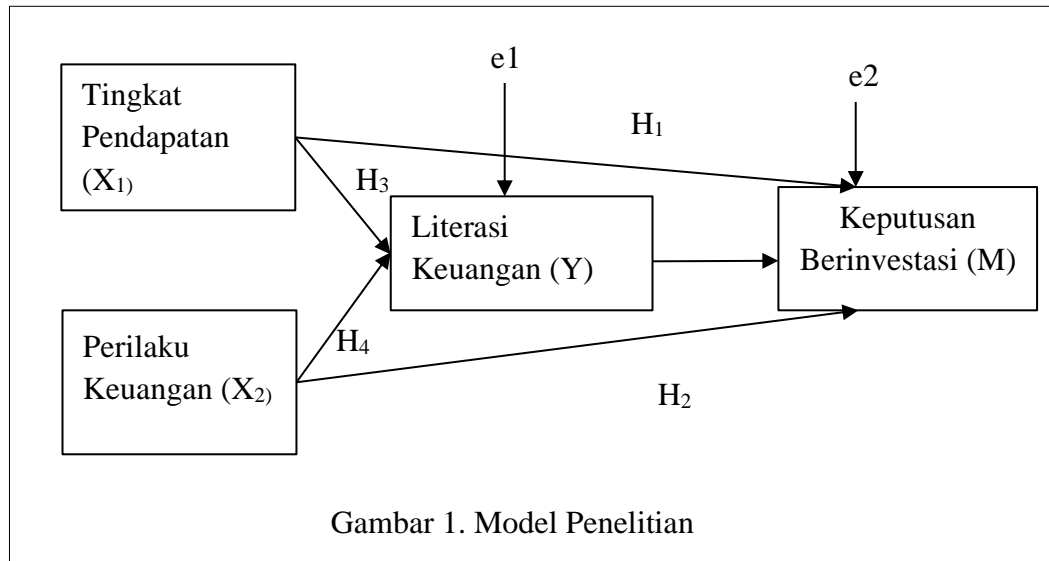 e1
e2
Tingkat
Pendapatan
(X₁₎
H₁
H₃
Literasi
Keuangan (Y)
Keputusan
Berinvestasi (M)
Perilaku
Keuangan (X₂₎
H₄
H₂
Gambar 1. Model Penelitian